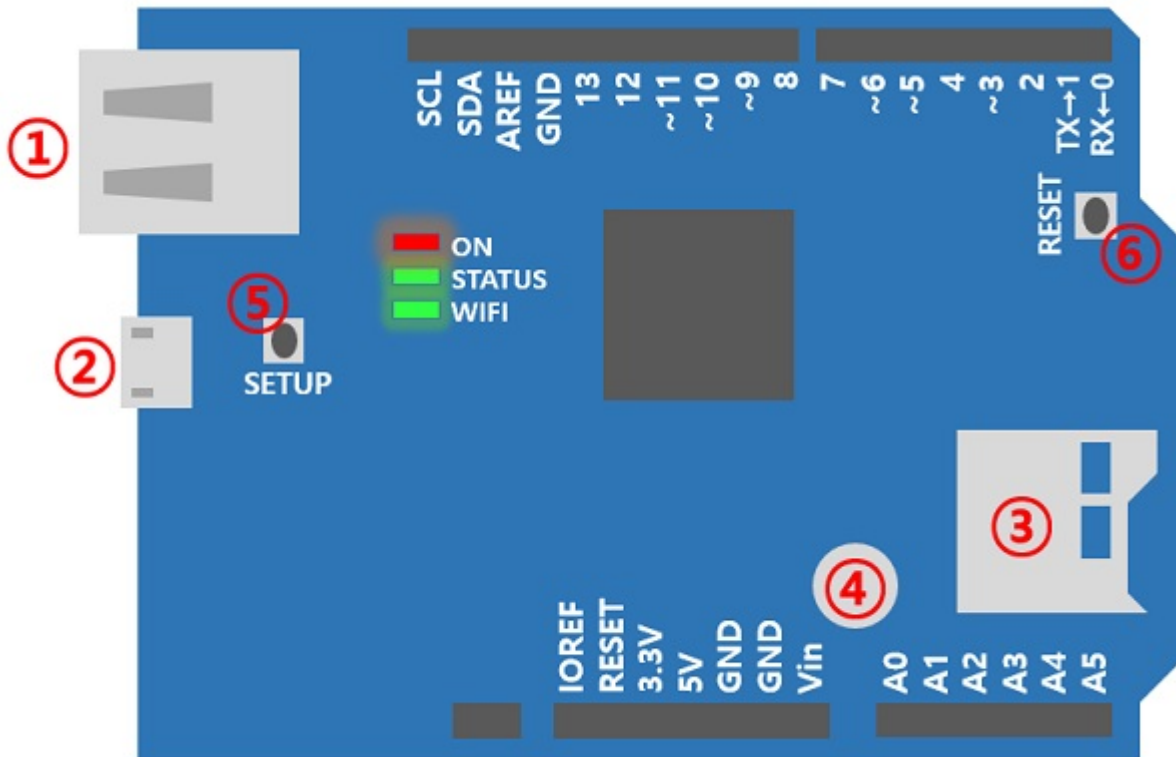 SCL
SDA
AREF
GND
13
12
~11
~10
~9
8
7
~6
~5
4
~3
2
TX→1
RX←0
①
RESET
⑥
ON
STATUS
WIFI
⑤
②
SETUP
③
④
IOREF
RESET
3.3V
5V
GND
GND
Vin
A0
A1
A2
A3
A4
A5